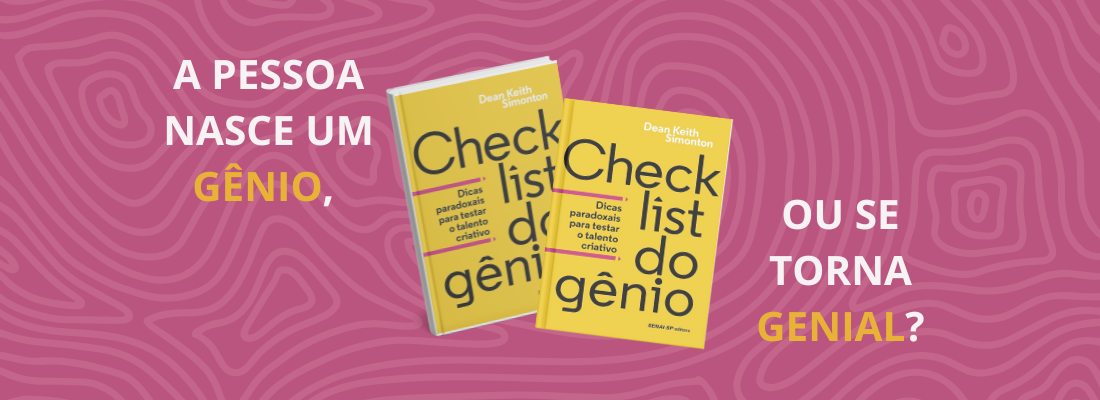 A PESSOA
NASCE UM
GÊNIO,
Dean Keith
Simonton
Check
list
do
gêni
Dicas
paradoxais
para testar
o talento
criativo
Dean Keith
Simonton
Check
list
do
gênio
Dicas
paradoxais
para testar
o talento
criativo
SENAI-SP editora
OU SE
TORNA
GENIAL?